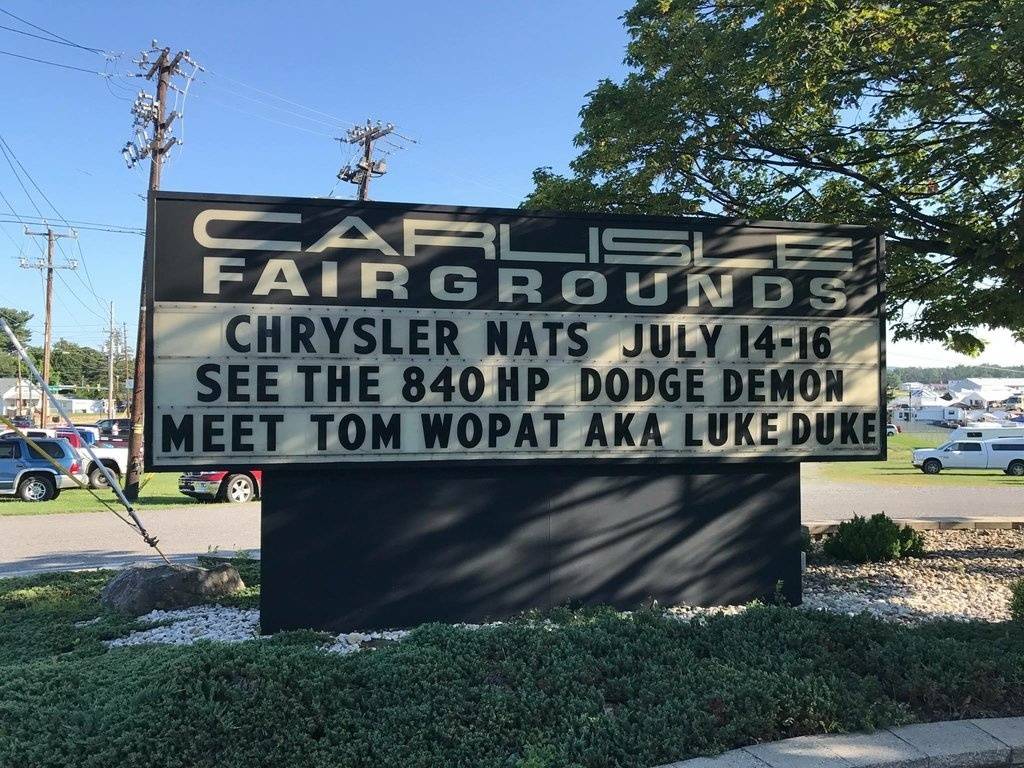 CARLISLE
FAIRGROUNDS
CHRYSLER NATS JULY 14-16
SEE THE 840 HP DODGE DEMON
MEET TOM WOPAT AKA LUKE DUKE